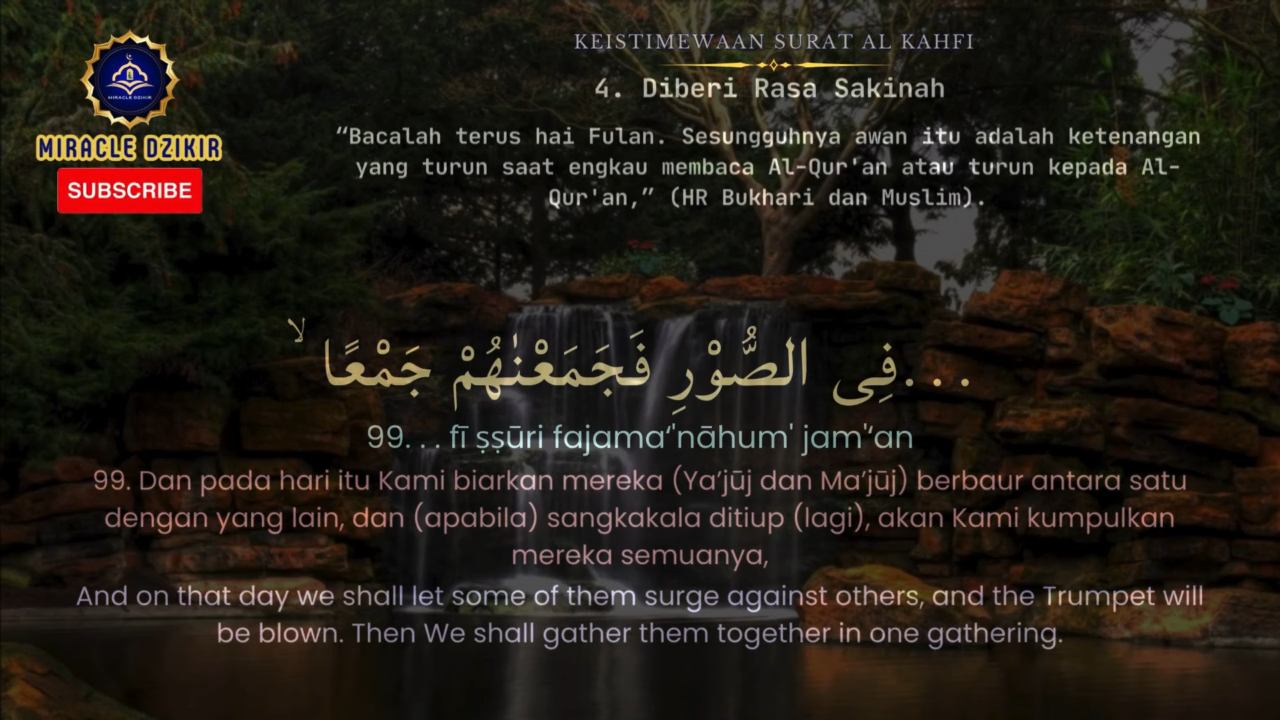 KEISTIMEWAAN SURAT AL KAHFI
4. Diberi Rasa Sakinah
MIRACLE DZIKIR
MIRACLE DZIKIR
SUBSCRIBE
“Bacalah terus hai Fulan. Sesungguhnya awan itu adalah ketenangan
yang turun saat engkau membaca Al-Qur'an atau turun kepada Al-
Qur'an,” (HR Bukhari dan Muslim).
...فِى الصُّوْرِ فَجَمَعْنٰهُمْ جَمْعًا ۙ
99. . . fī ṣṣūri fajama‘'nāhum' jam'‘an
99. Dan pada hari itu Kami biarkan mereka (Ya’jūj dan Ma’jūj) berbaur antara satu
dengan yang lain, dan (apabila) sangkakala ditiup (lagi), akan Kami kumpulkan
mereka semuanya,
And on that day we shall let some of them surge against others, and the Trumpet will
be blown. Then We shall gather them together in one gathering.